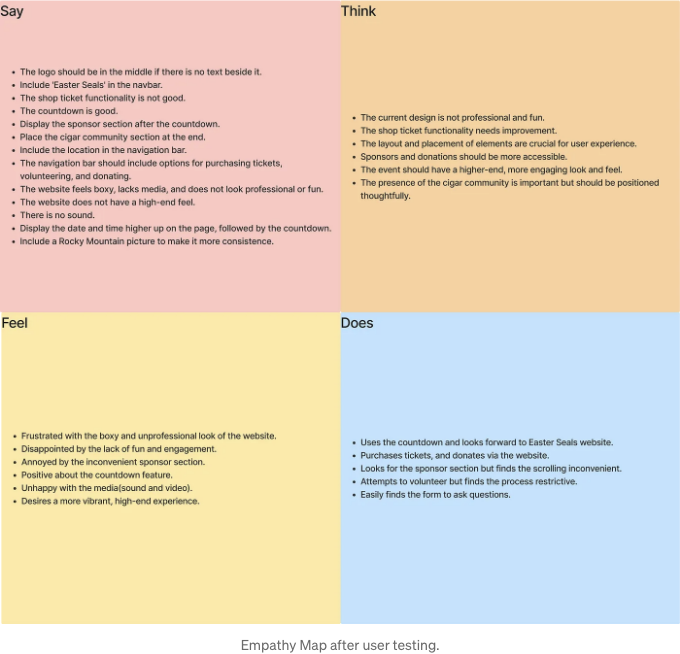 Say
• The logo should be in the middle if there is no text beside it.
• Include 'Easter Seals' in the navbar.
• The shop ticket functionality is not good.
• The countdown is good.
• Display the sponsor section after the countdown.
• Place the cigar community section at the end.
• Include the location in the navigation bar.
• The navigation bar should include options for purchasing tickets,
volunteering, and donating.
• The website feels boxy, lacks media, and does not look professional or fun.
• The website does not have a high-end feel.
• There is no sound.
• Display the date and time higher up on the page, followed by the countdown.
• Include a Rocky Mountain picture to make it more consistence.
Think
• The current design is not professional and fun.
• The shop ticket functionality needs improvement.
• The layout and placement of elements are crucial for user experience.
• Sponsors and donations should be more accessible.
• The event should have a higher-end, more engaging look and feel.
• The presence of the cigar community is important but should be positioned
thoughtfully.
Feel
• Frustrated with the boxy and unprofessional look of the website.
• Disappointed by the lack of fun and engagement.
• Annoyed by the inconvenient sponsor section.
• Positive about the countdown feature.
• Unhappy with the media(sound and video).
• Desires a more vibrant, high-end experience.
Does
• Uses the countdown and looks forward to Easter Seals website.
• Purchases tickets, and donates via the website.
• Looks for the sponsor section but finds the scrolling inconvenient.
• Attempts to volunteer but finds the process restrictive.
• Easily finds the form to ask questions.
Empathy Map after user testing.